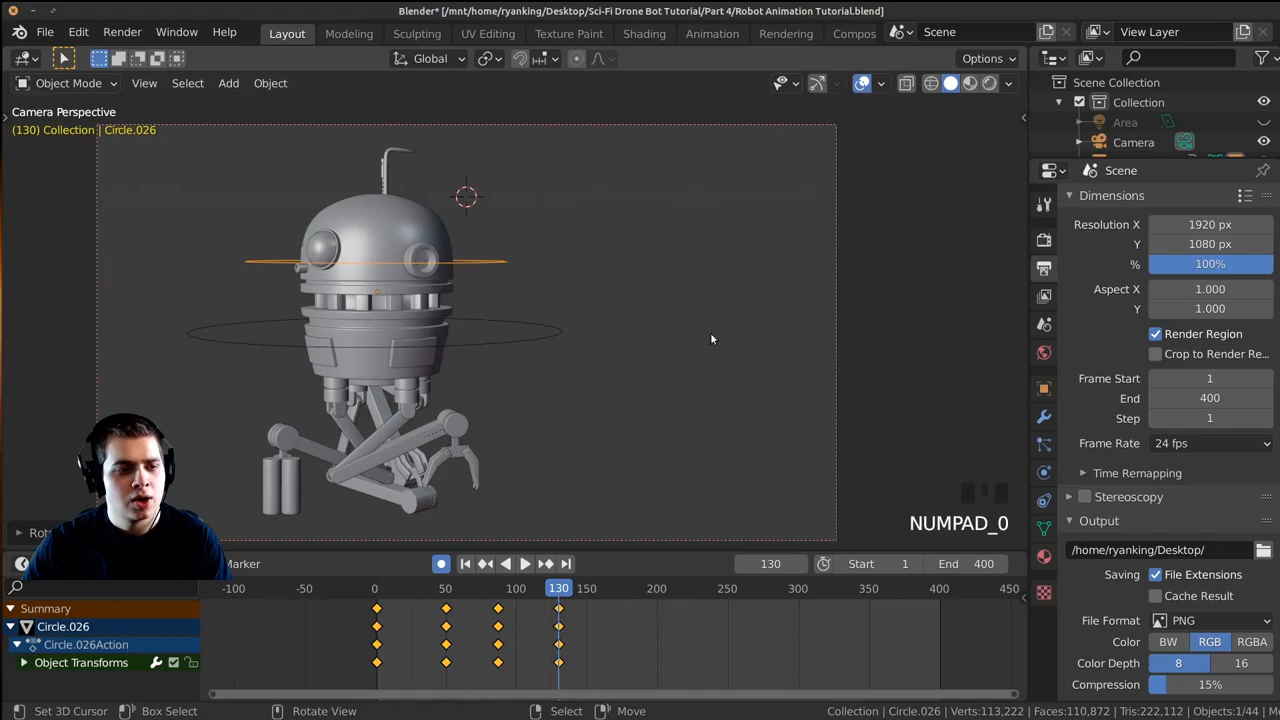 Blender* [/mnt/home/ryanking/Desktop/Sci-Fi Drone Bot Tutorial/Part 4/Robot Animation Tutorial.blend]
File Edit Render Window Help Layout Modeling Sculpting UV Editing Texture Paint Shading Animation Rendering Compos Scene View Layer
Global Options
Object Mode View Select Add Object
Scene Collection
Collection
Area
Camera
Camera Perspective
(130) Collection | Circle.026
Scene
Dimensions
Resolution X 1920 px
Y 1080 px
% 100%
Aspect X 1.000
Y 1.000
Render Region
Crop to Render Re...
Frame Start 1
End 400
Step 1
Frame Rate 24 fps
Time Remapping
Stereoscopy
Output
/home/ryanking/Desktop/
Saving File Extensions
Cache Result
File Format PNG
Color BW RGB RGBA
Color Depth 8 16
Compression 15%
NUMPAD_0
Rot
Marker 130 Start 1 End 400
-100 0 50 100 130 150 200 250 300 350 400 450
Summary
Circle.026
Circle.026Action
Object Transforms
Set 3D Cursor Box Select Rotate View Select Move Collection | Circle.026 | Verts:113,222 | Faces:110,872 | Tris:222,112 | Objects:1/44 | M